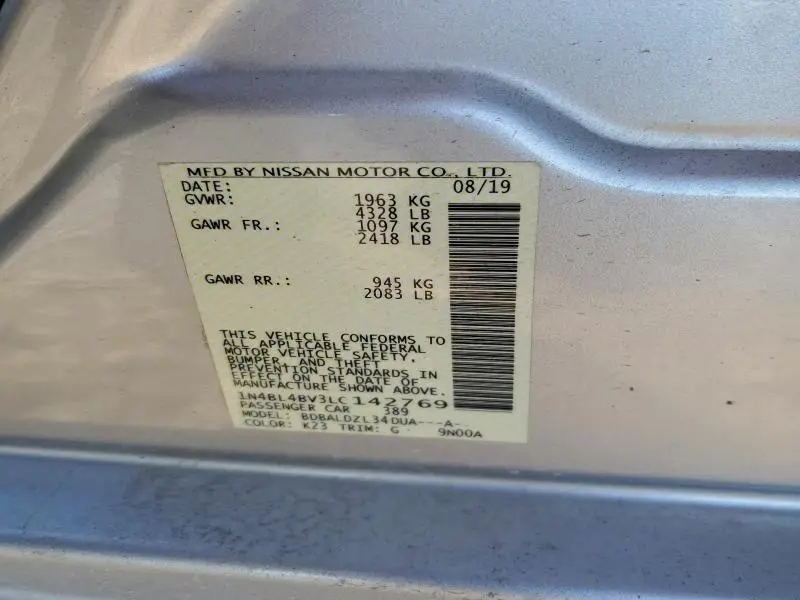 MFD BY NISSAN MOTOR CO., LTD.
DATE: 08/19
GVWR: 1963 KG
4328 LB
GAWR FR.: 1097 KG
2418 LB
GAWR RR.: 945 KG
2083 LB
THIS VEHICLE CONFORMS TO
ALL APPLICABLE FEDERAL
MOTOR VEHICLE SAFETY,
BUMPER, AND THEFT
PREVENTION STANDARDS IN
EFFECT ON THE DATE OF
MANUFACTURE SHOWN ABOVE.
1N4BL4BV3LC142769
PASSENGER CAR 389
MODEL: BDBALDZL34DUA---A-
COLOR: K23 TRIM: G 9N00A